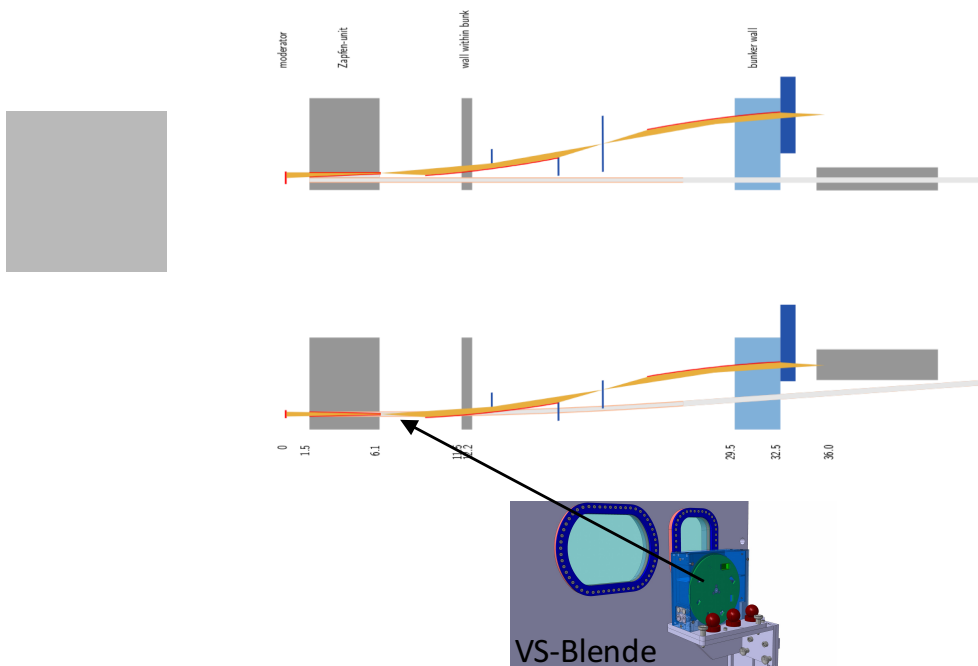 moderator
Zapfen-unit
wall within bunk
bunker wall
0
1.5
6.1
29.5
32.5
36.0
VS-Blende